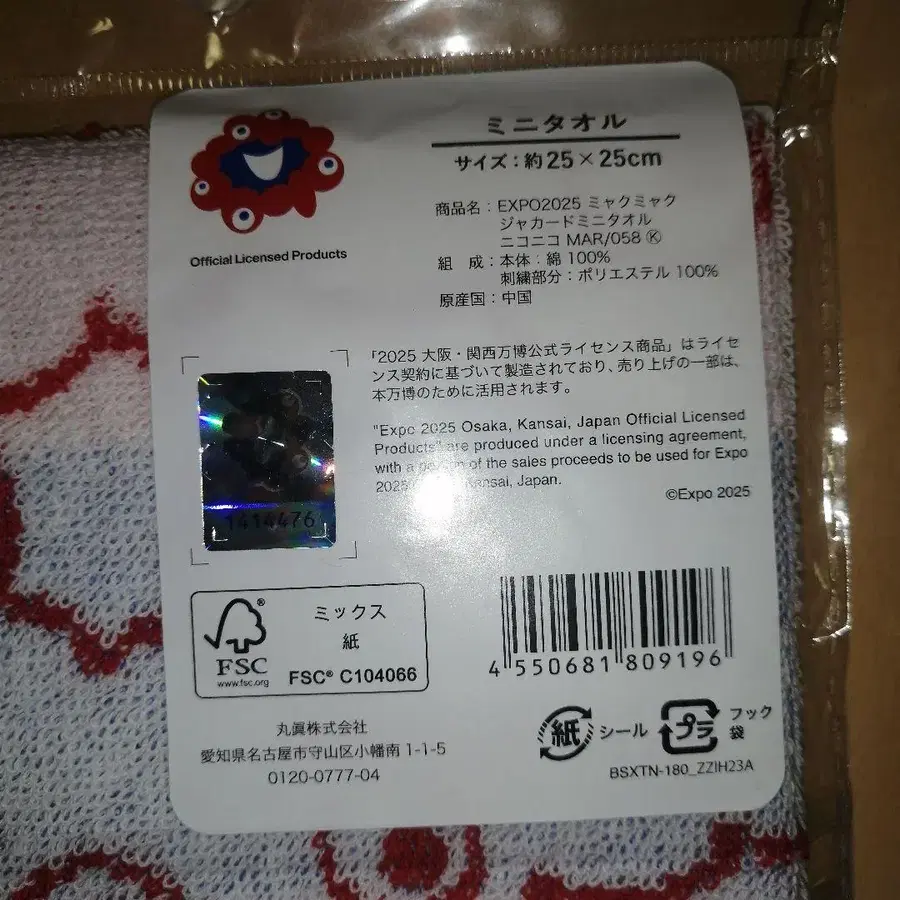 Official Licensed Products
ミニタオル
サイズ：約25×25cm
商品名：EXPO2025 ミャクミャク
ジャカードミニタオル
ニコニコ MAR/058 Ⓚ
組　成：本体：綿 100%
刺繍部分：ポリエステル 100%
原産国：中国
「2025 大阪・関西万博公式ライセンス商品」はライセ
ンス契約に基づいて製造されており、売り上げの一部は、
本万博のために活用されます。
"Expo 2025 Osaka, Kansai, Japan Official Licensed
Products" are produced under a licensing agreement,
with a of the sales proceeds to be used for Expo
2025 Kansai, Japan.
©Expo 2025
1414476
FSC®
www.fsc.org
ミックス
紙
FSC® C104066
4 550681 809196
丸眞株式会社
愛知県名古屋市守山区小幡南 1-1-5
0120-0777-04
紙 シール
プラ フック
袋
BSXTN-180_ZZIH23A